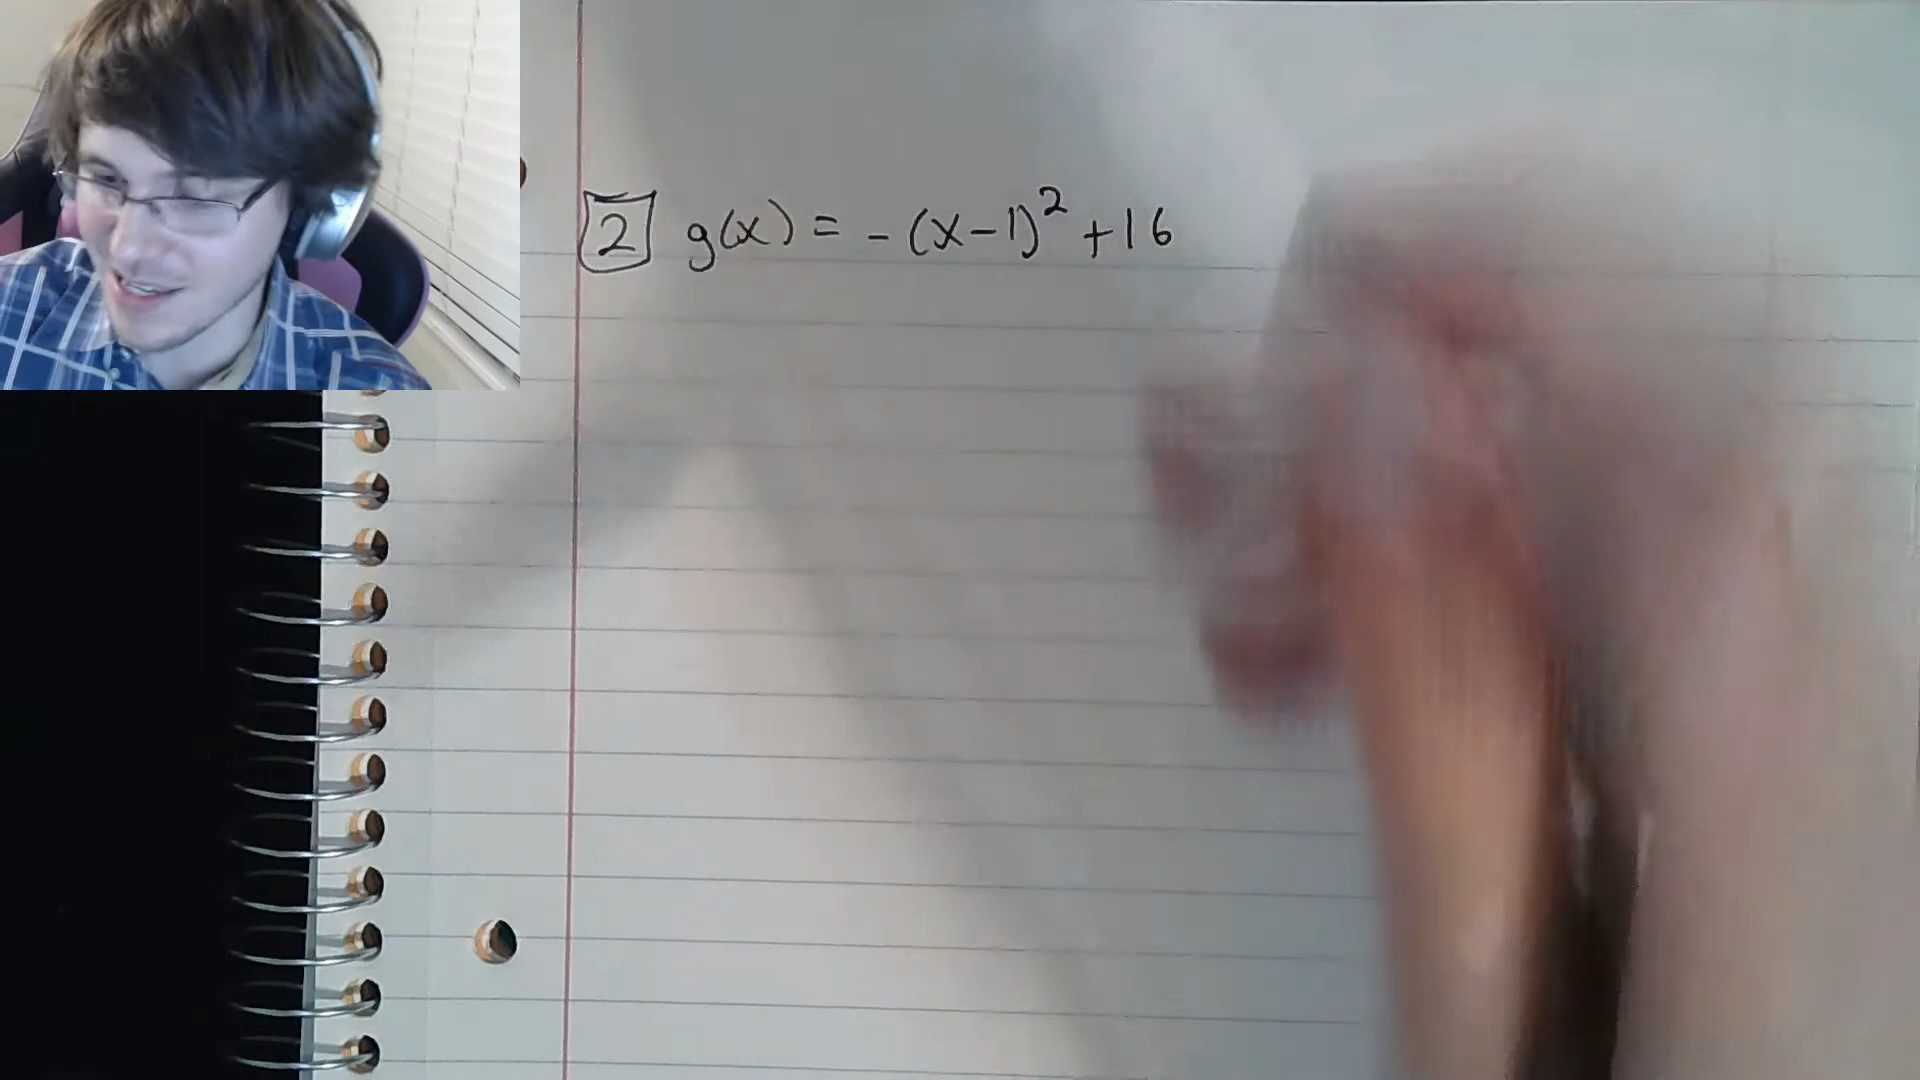 2 g(x) = -(x-1)² +16